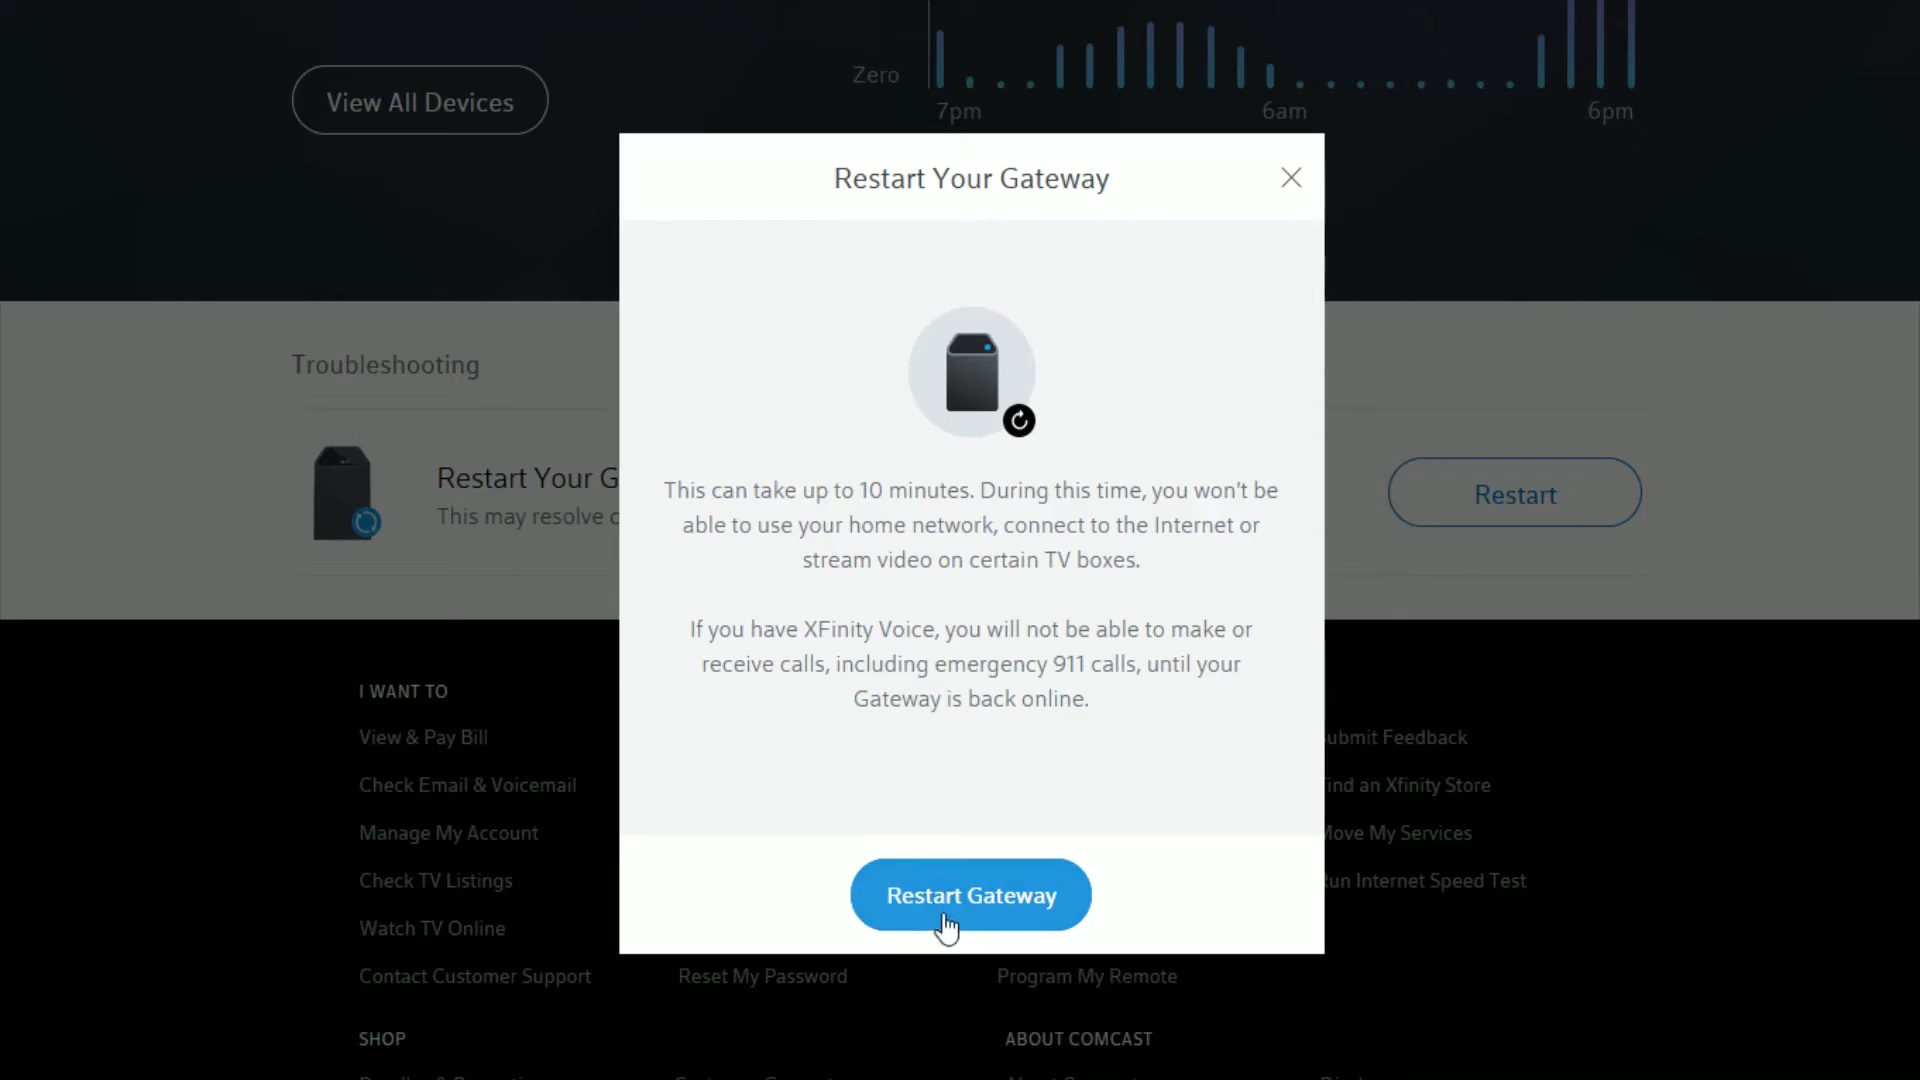 View All Devices
Zero
7pm
6am
6pm
Restart Your Gateway
This can take up to 10 minutes. During this time, you won't be
able to use your home network, connect to the Internet or
stream video on certain TV boxes.
If you have XFinity Voice, you will not be able to make or
receive calls, including emergency 911 calls, until your
Gateway is back online.
Restart Gateway
Troubleshooting
Restart Your G
This may resolve
Restart
I WANT TO
View & Pay Bill
Check Email & Voicemail
Manage My Account
Check TV Listings
Watch TV Online
Contact Customer Support
Reset My Password
Program My Remote
ubmit Feedback
ind an Xfinity Store
Move My Services
Run Internet Speed Test
SHOP
ABOUT COMCAST